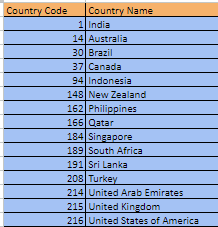 Country Code Country Name
1 India
14 Australia
30 Brazil
37 Canada
94 Indonesia
148 New Zealand
162 Philippines
166 Qatar
184 Singapore
189 South Africa
191 Sri Lanka
208 Turkey
214 United Arab Emirates
215 United Kingdom
216 United States of America